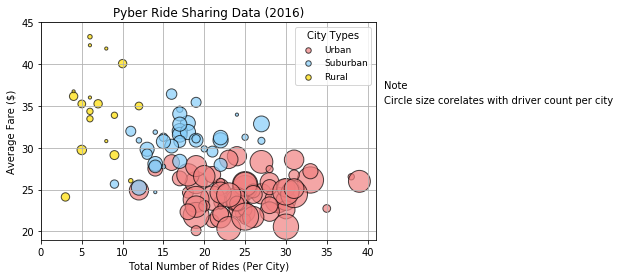 Pyber Ride Sharing Data (2016)
45
40
35
30
25
20
Average Fare ($)
0 5 10 15 20 25 30 35 40
Total Number of Rides (Per City)
City Types
Urban
Suburban
Rural
Note
Circle size corelates with driver count per city